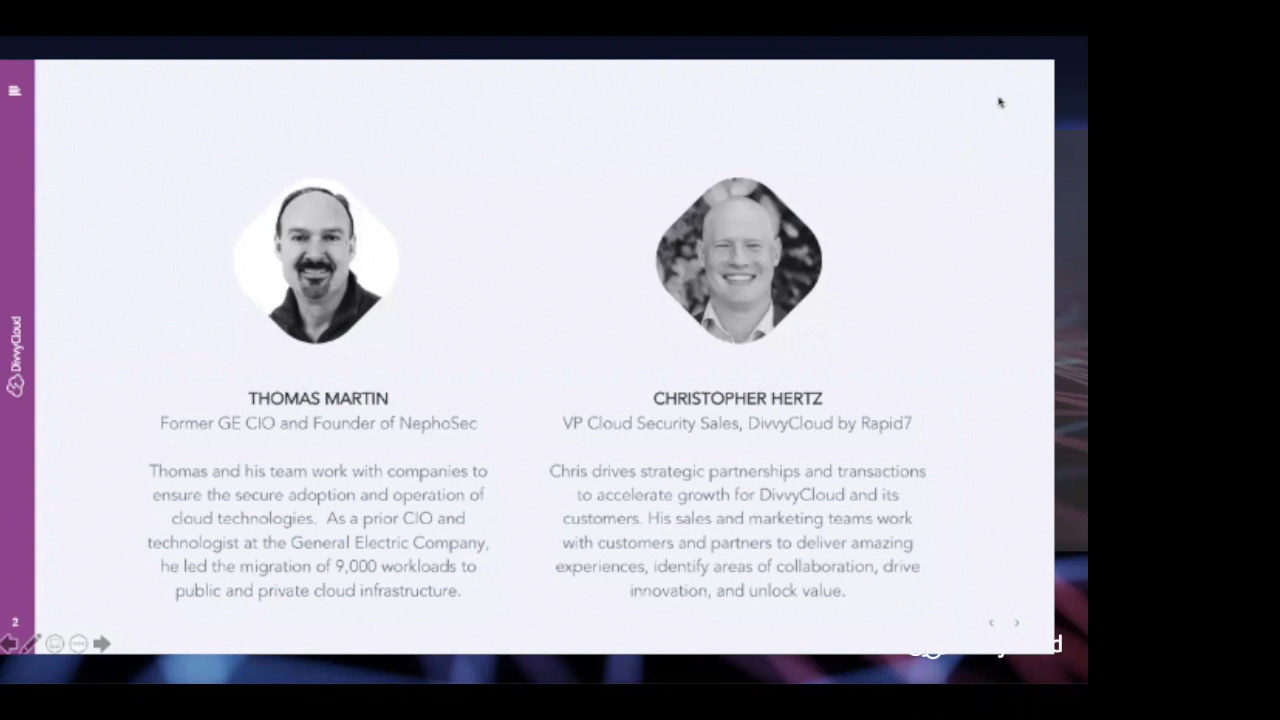 DivvyCloud
THOMAS MARTIN
Former GE CIO and Founder of NephoSec
Thomas and his team work with companies to
ensure the secure adoption and operation of
cloud technologies. As a prior CIO and
technologist at the General Electric Company,
he led the migration of 9,000 workloads to
public and private cloud infrastructure.
CHRISTOPHER HERTZ
VP Cloud Security Sales, DivvyCloud by Rapid7
Chris drives strategic partnerships and transactions
to accelerate growth for DivvyCloud and its
customers. His sales and marketing teams work
with customers and partners to deliver amazing
experiences, identify areas of collaboration, drive
innovation, and unlock value.
2